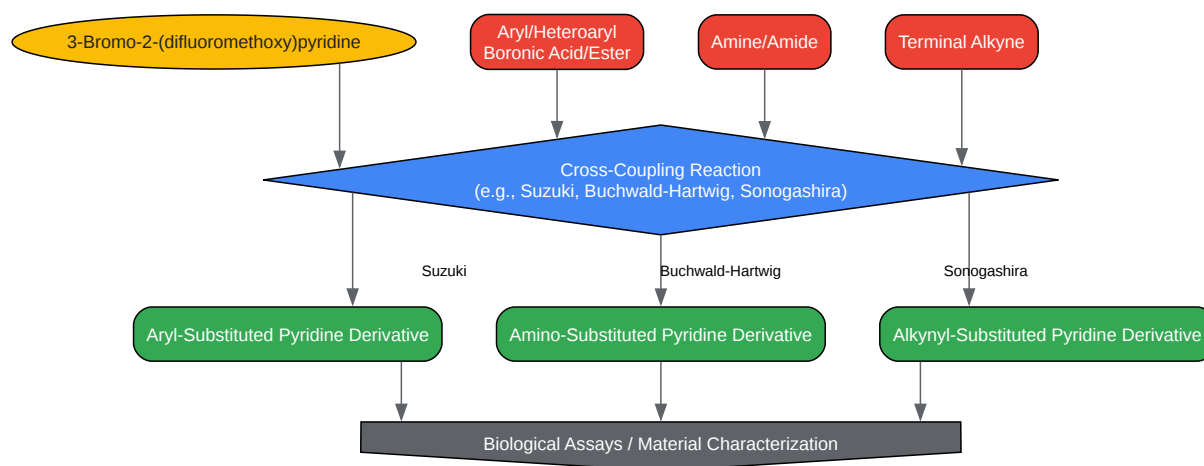 3-Bromo-2-(difluoromethoxy)pyridine
Aryl/Heteroaryl
Boronic Acid/Ester
Amine/Amide
Terminal Alkyne
Cross-Coupling Reaction
(e.g., Suzuki, Buchwald-Hartwig, Sonogashira)
Suzuki
Buchwald-Hartwig
Sonogashira
Aryl-Substituted Pyridine Derivative
Amino-Substituted Pyridine Derivative
Alkynyl-Substituted Pyridine Derivative
Biological Assays / Material Characterization